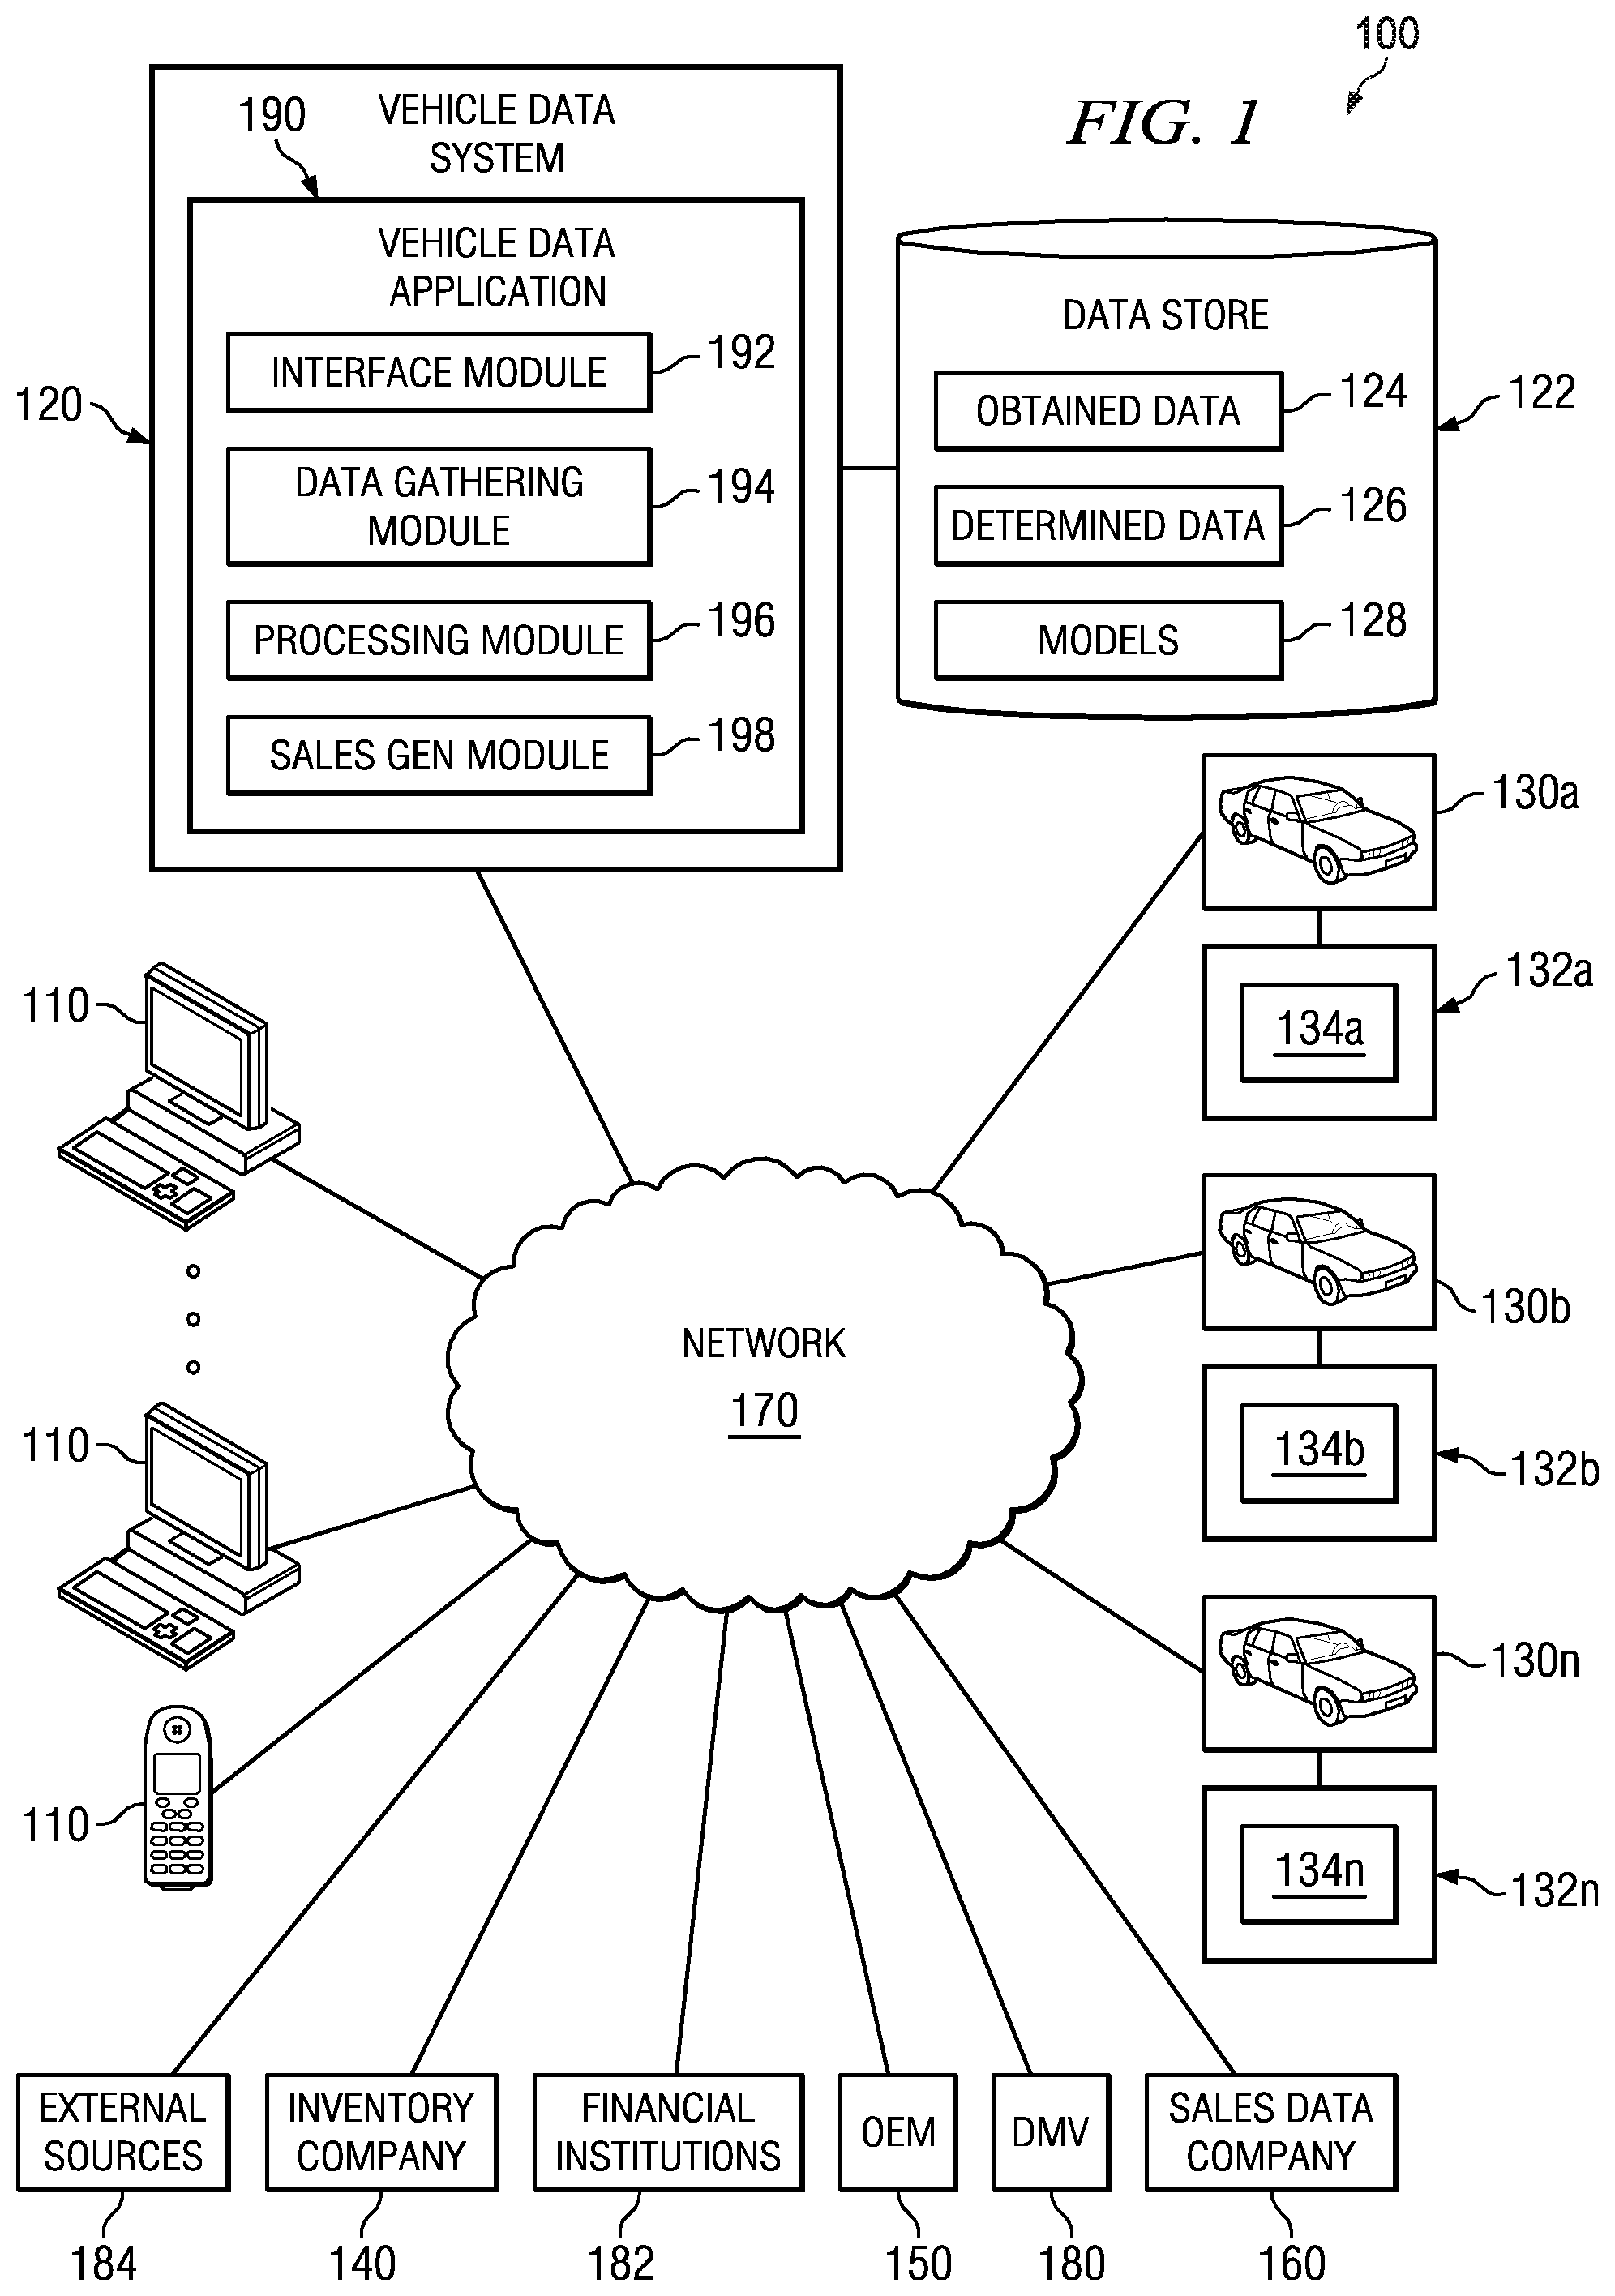 100
FIG. 1
VEHICLE DATA
SYSTEM
190
VEHICLE DATA
APPLICATION
INTERFACE MODULE
192
DATA GATHERING
MODULE
194
PROCESSING MODULE
196
SALES GEN MODULE
198
120
DATA STORE
OBTAINED DATA
124
DETERMINED DATA
126
MODELS
128
122
130a
132a
134a
110
130b
NETWORK
170
110
134b
132b
130n
110
134n
132n
EXTERNAL
SOURCES
INVENTORY
COMPANY
FINANCIAL
INSTITUTIONS
OEM
DMV
SALES DATA
COMPANY
184
140
182
150
180
160